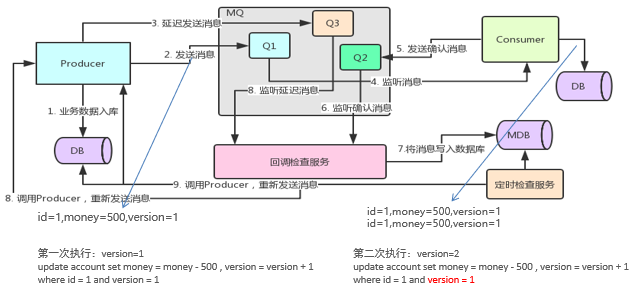 3. 延迟发送消息
MQ
Q3
2. 发送消息
Q1
Q2
5. 发送确认消息
Consumer
Producer
4. 监听消息
8. 监听延迟消息
6. 监听确认消息
DB
1. 业务数据入库
DB
回调检查服务
7.将消息写入数据库
MDB
9. 调用Producer，重新发送消息
定时检查服务
8. 调用Producer，重新发送消息
id=1,money=500,version=1
id=1,money=500,version=1
id=1,money=500,version=1
第一次执行：version=1
update account set money = money - 500 , version = version + 1
where id = 1 and version = 1
第二次执行：version=2
update account set money = money - 500 , version = version + 1
where id = 1 and version = 1